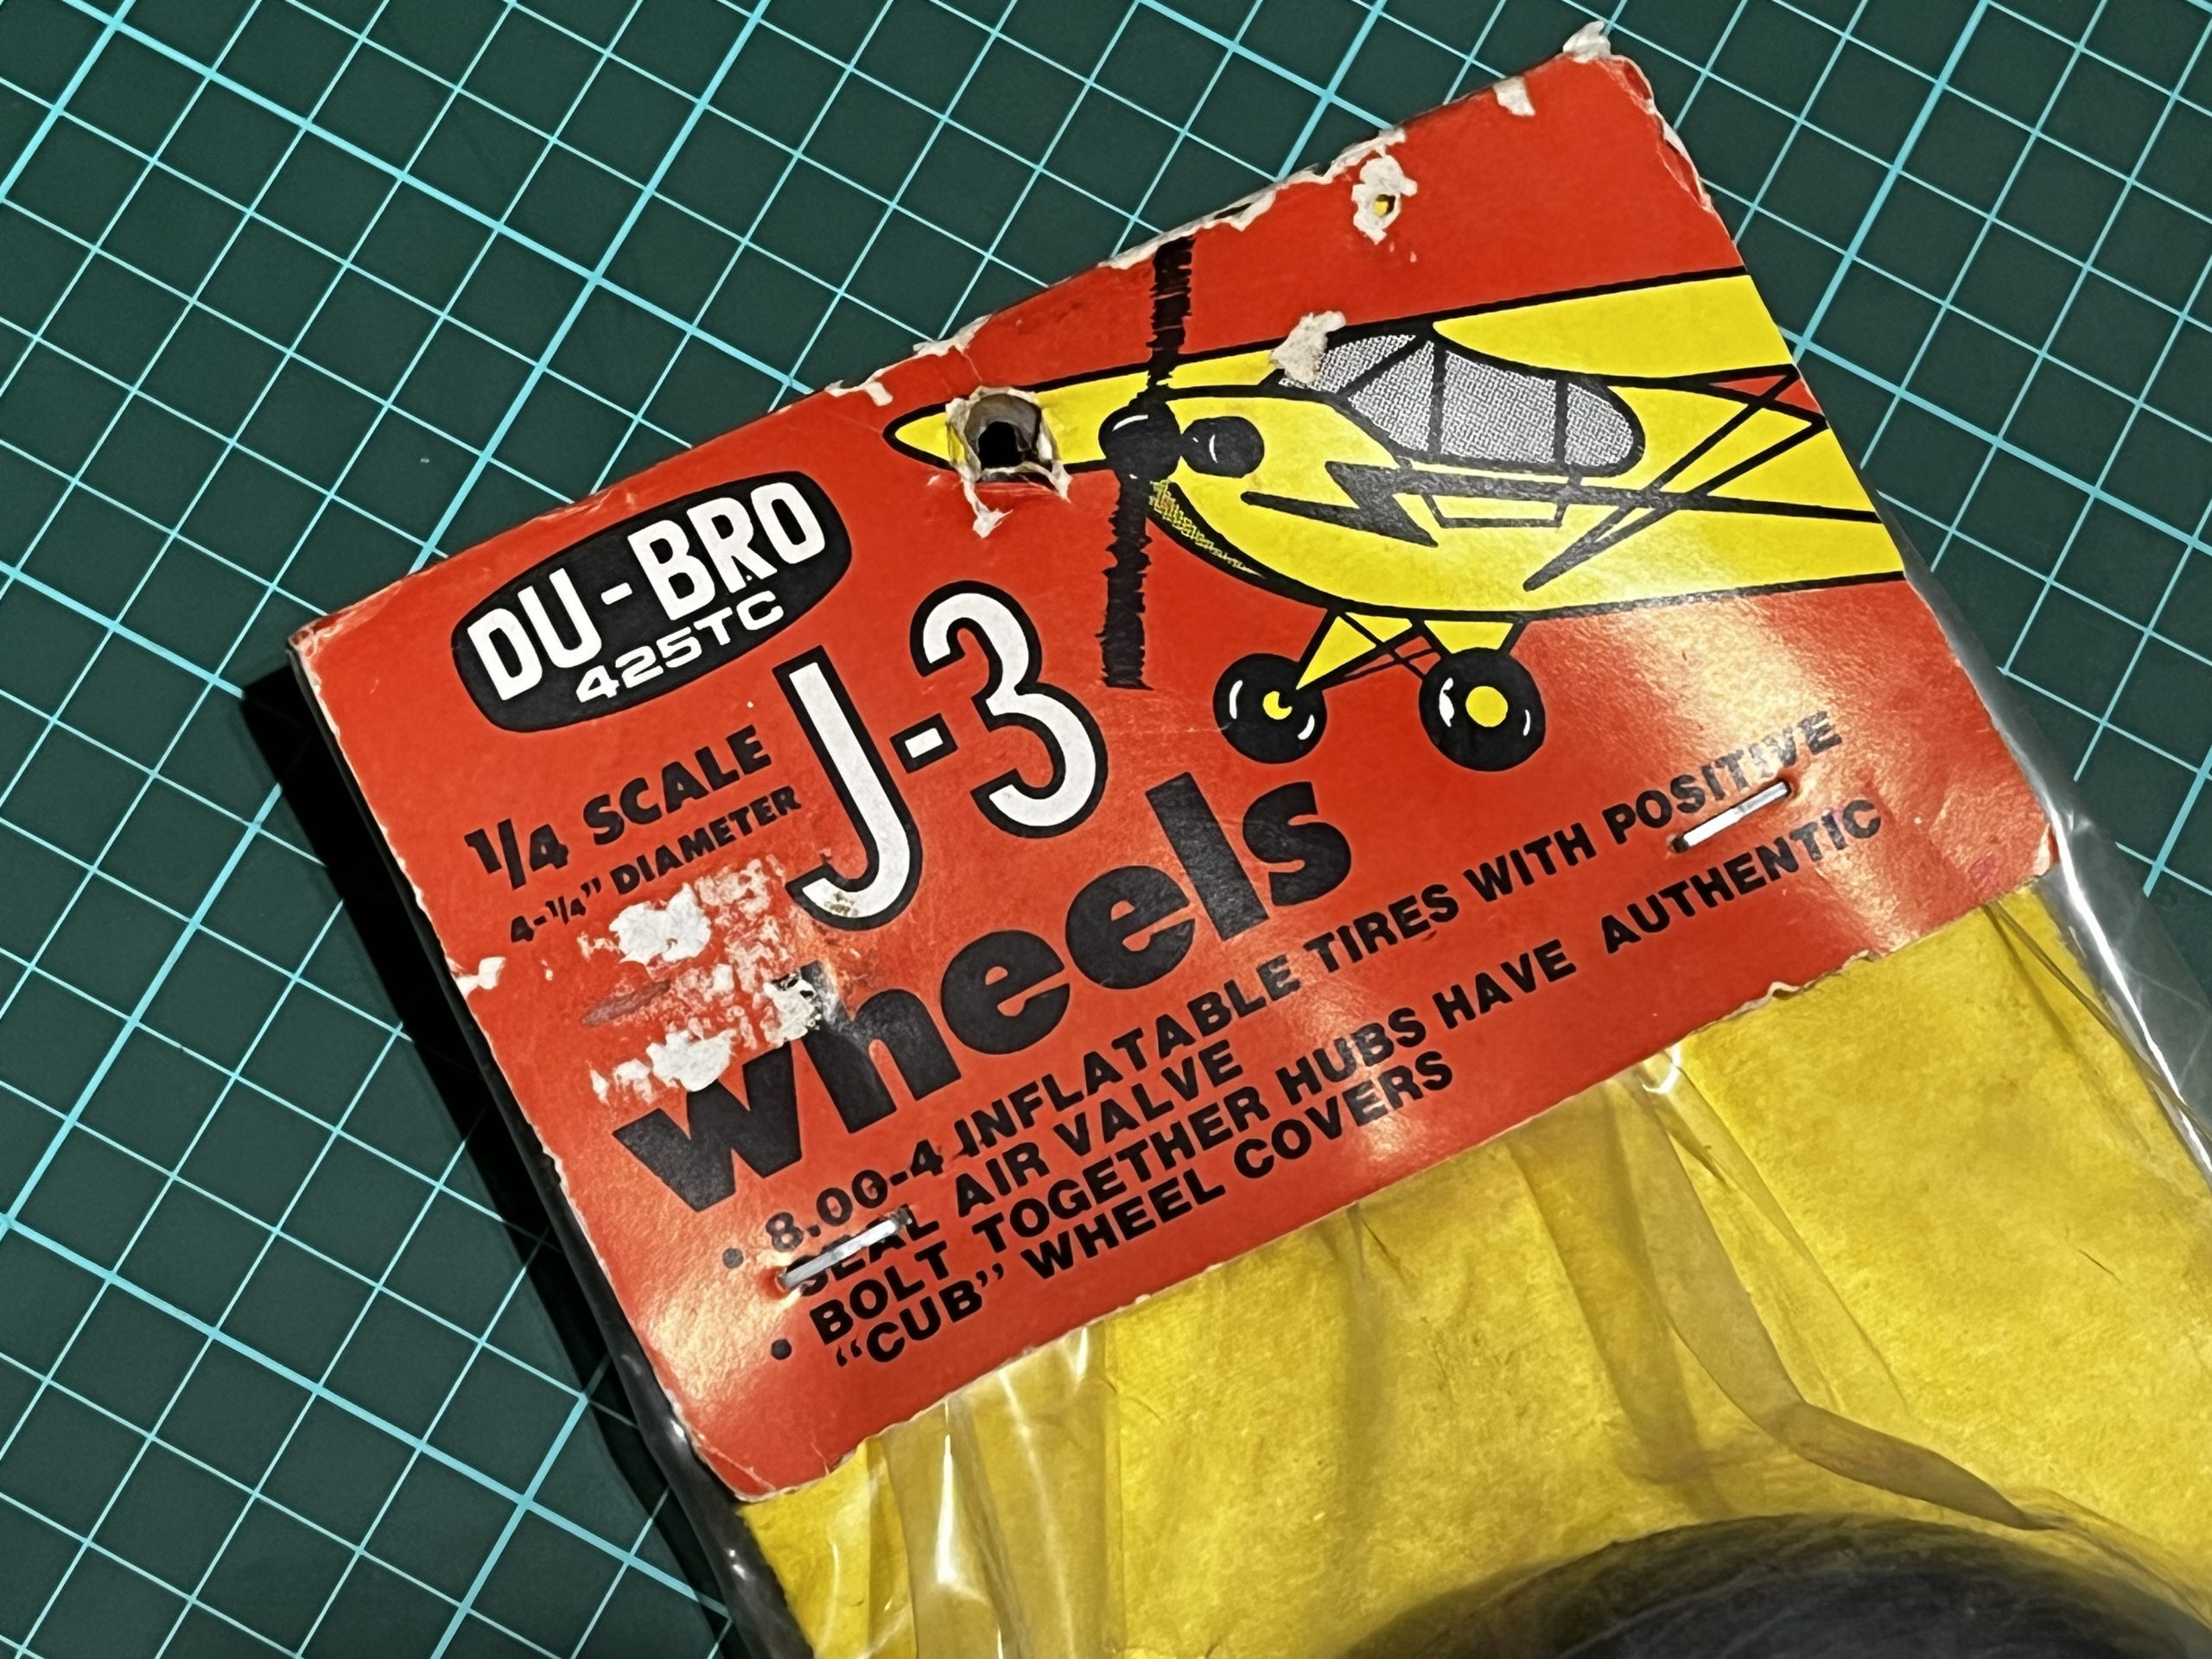 DU-BRO
425TC
1/4 SCALE
4-1/4" DIAMETER
J-3
wheels
• 8.00-4 INFLATABLE TIRES WITH POSITIVE
SEAL AIR VALVE
• BOLT TOGETHER HUBS HAVE AUTHENTIC
"CUB" WHEEL COVERS